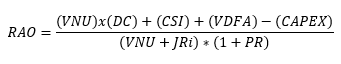 RAO = (VNU)x(DC) + (CSI) + (VDFA) − (CAPEX)
(VNU + JRi) ∗ (1 + PR)